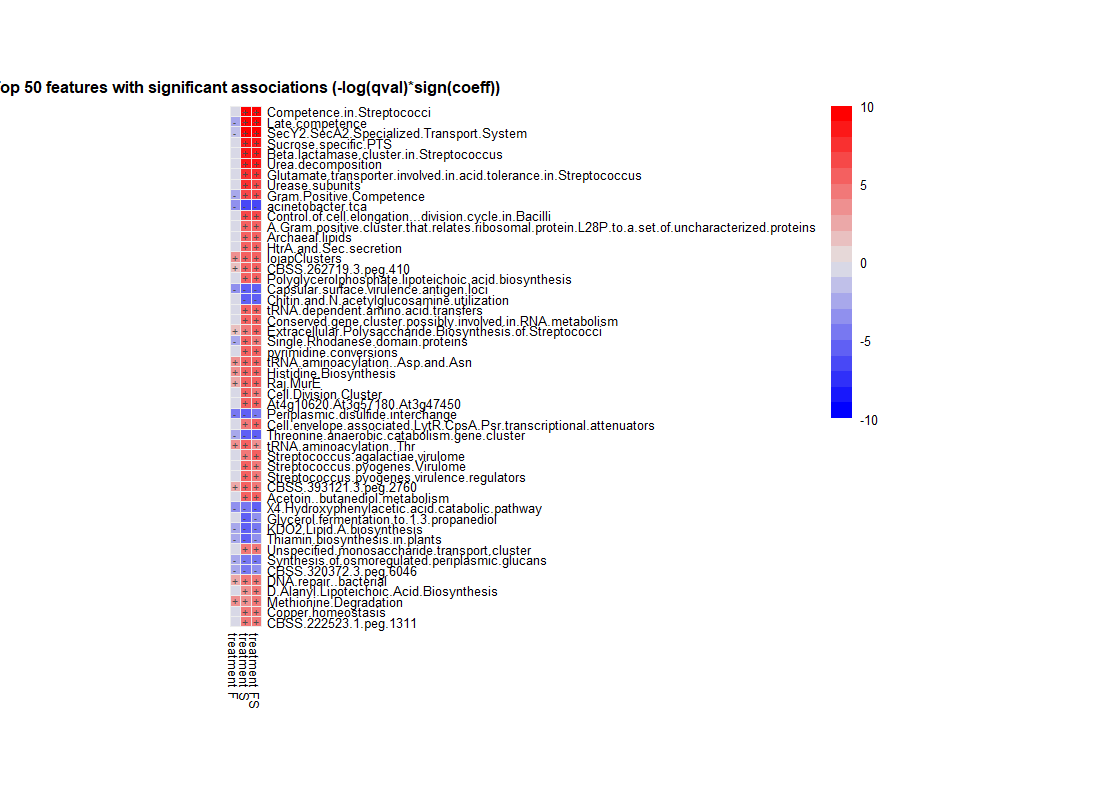 op 50 features with significant associations (-log(qval)*sign(coeff))
Competence.in.Streptococci
Late.competence
SecY2.SecA2.Specialized.Transport.System
Sucrose.specific.PTS
Beta.lactamase.cluster.in.Streptococcus
Urea.decomposition
Glutamate.transporter.involved.in.acid.tolerance.in.Streptococcus
Urease.subunits
Gram.Positive.Competence
acinetobacter.tca
Control.of.cell.elongation...division.cycle.in.Bacilli
A.Gram.positive.cluster.that.relates.ribosomal.protein.L28P.to.a.set.of.uncharacterized.proteins
Archaeal.lipids
HtrA.and.Sec.secretion
IojapClusters
CBSS.262719.3.peg.410
Polyglycerolphosphate.lipoteichoic.acid.biosynthesis
Capsular.surface.virulence.antigen.loci
Chitin.and.N.acetylglucosamine.utilization
tRNA.dependent.amino.acid.transfers
Conserved.gene.cluster.possibly.involved.in.RNA.metabolism
Extracellular.Polysaccharide.Biosynthesis.of.Streptococci
Single.Rhodanese.domain.proteins
pyrimidine.conversions
tRNA.aminoacylation..Asp.and.Asn
Histidine.Biosynthesis
Raj.MurE
Cell.Division.Cluster
At4g10620.At3g57180.At3g47450
Periplasmic.disulfide.interchange
Cell.envelope.associated.LytR.CpsA.Psr.transcriptional.attenuators
Threonine.anaerobic.catabolism.gene.cluster
tRNA.aminoacylation..Thr
Streptococcus.agalactiae.virulome
Streptococcus.pyogenes.Virulome
Streptococcus.pyogenes.virulence.regulators
CBSS.393121.3.peg.2760
Acetoin..butanediol.metabolism
X4.Hydroxyphenylacetic.acid.catabolic.pathway
Glycerol.fermentation.to.1.3.propanediol
KDO2.Lipid.A.biosynthesis
Thiamin.biosynthesis.in.plants
Unspecified.monosaccharide.transport.cluster
Synthesis.of.osmoregulated.periplasmic.glucans
CBSS.320372.3.peg.6046
DNA.repair..bacterial
D.Alanyl.Lipoteichoic.Acid.Biosynthesis
Methionine.Degradation
Copper.homeostasis
CBSS.222523.1.peg.1311
treatment F
treatment S
treatment FS
10
5
0
-5
-10